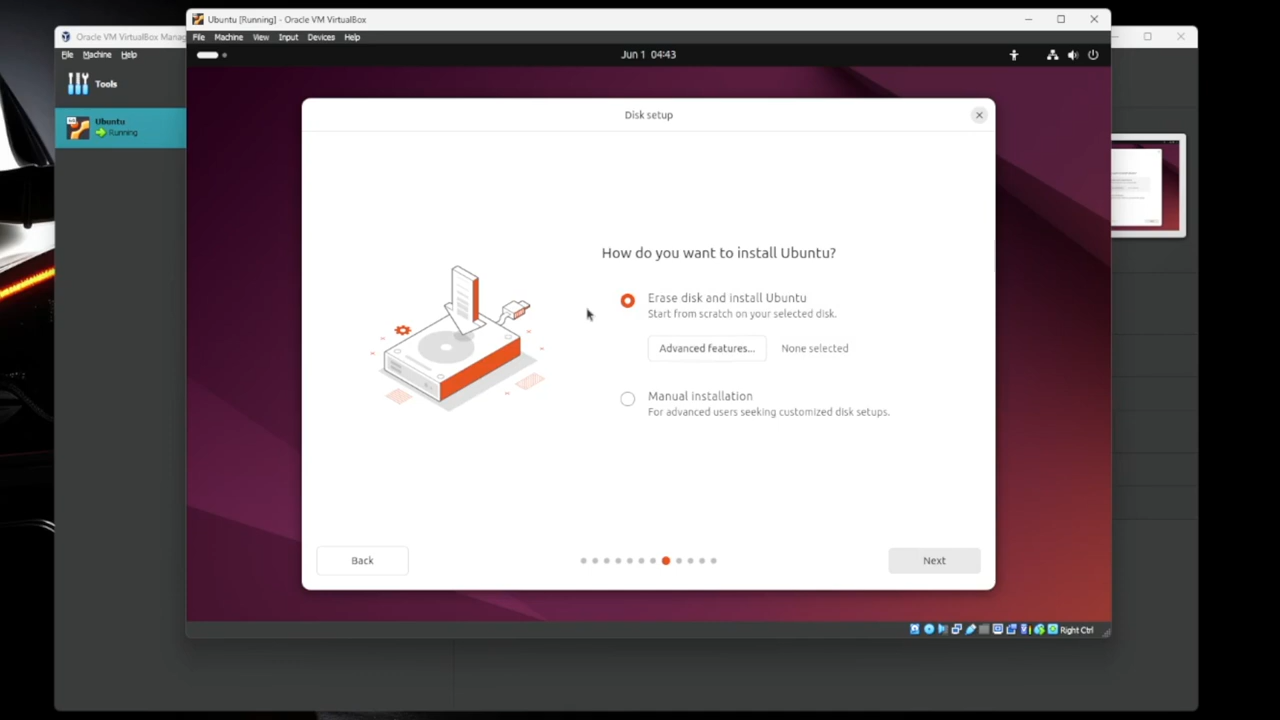 Ubuntu [Running] - Oracle VM VirtualBox
File Machine View Input Devices Help
Oracle VM VirtualBox Manag
File Machine Help
Tools
Ubuntu
Running
Jun 1 04:43
Disk setup
How do you want to install Ubuntu?
Erase disk and install Ubuntu
Start from scratch on your selected disk.
Advanced features... None selected
Manual installation
For advanced users seeking customized disk setups.
Back
Next
Right Ctrl